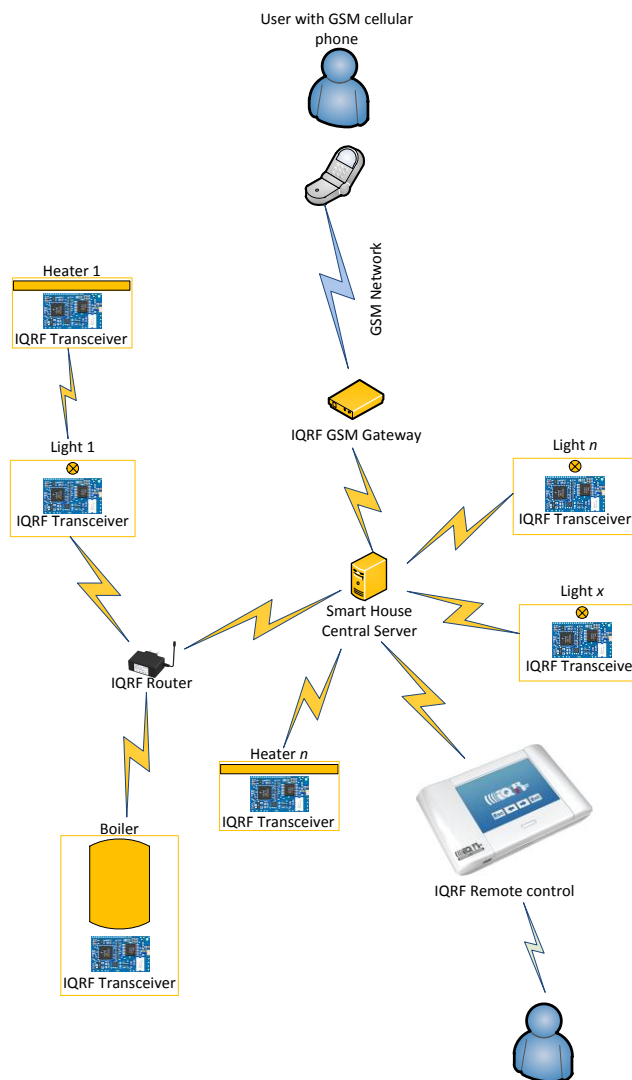 User with GSM cellular
phone
GSM Network
Heater 1
IQRF Transceiver
IQRF GSM Gateway
Light 1
IQRF Transceiver
Light n
IQRF Transceiver
Smart House
Central Server
Light x
IQRF Transceiver
IQRF Router
Heater n
IQRF Transceiver
Boiler
IQRF Transceiver
IQRF Remote control